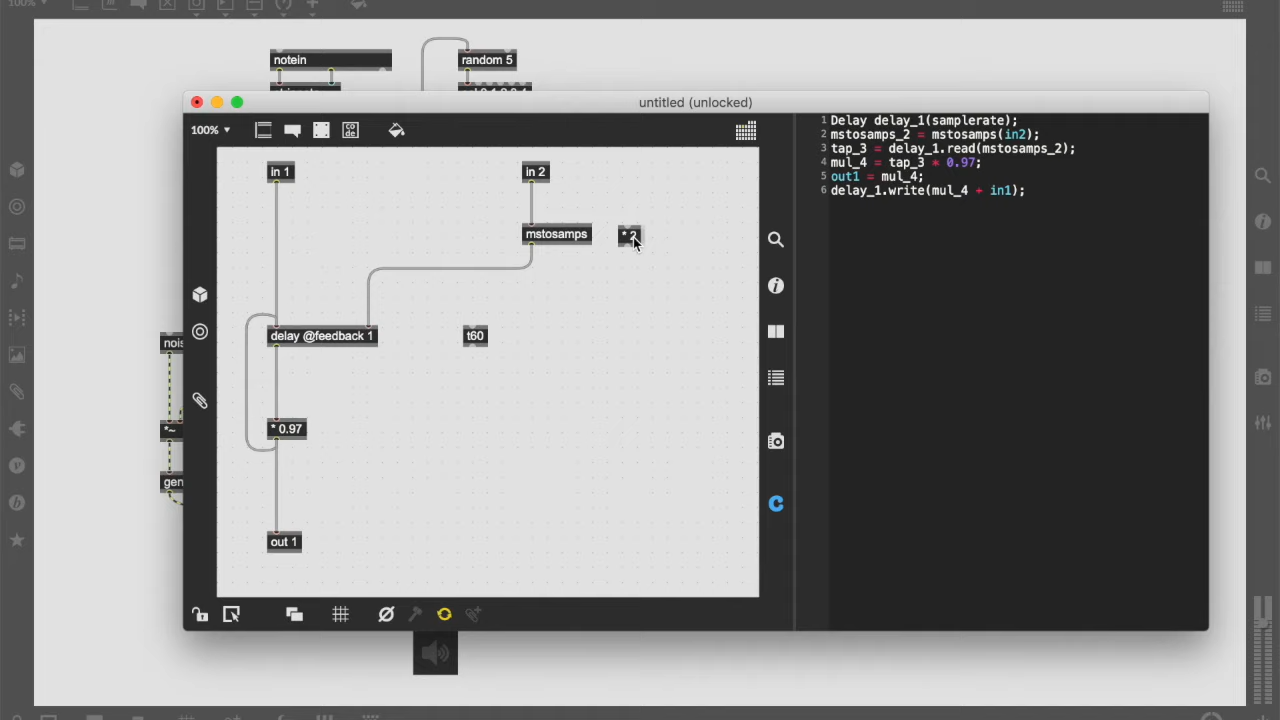 100%
notein
random 5
untitled (unlocked)
100%
in 1
in 2
mstosamps
* 2
delay @feedback 1
t60
* 0.97
out 1
1 Delay delay_1(samplerate);
2 mstosamps_2 = mstosamps(in2);
3 tap_3 = delay_1.read(mstosamps_2);
4 mul_4 = tap_3 * 0.97;
5 out1 = mul_4;
6 delay_1.write(mul_4 + in1);
nois
*~
gen